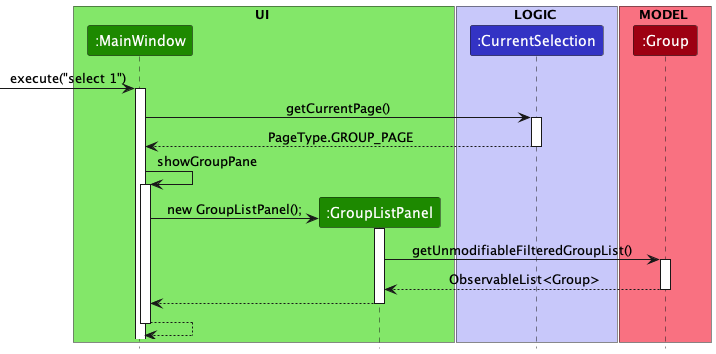 UI
LOGIC
MODEL
:MainWindow
:CurrentSelection
:Group
execute("select 1")
getCurrentPage()
PageType.GROUP_PAGE
showGroupPane
new GroupListPanel();
:GroupListPanel
getUnmodifiableFilteredGroupList()
ObservableList<Group>